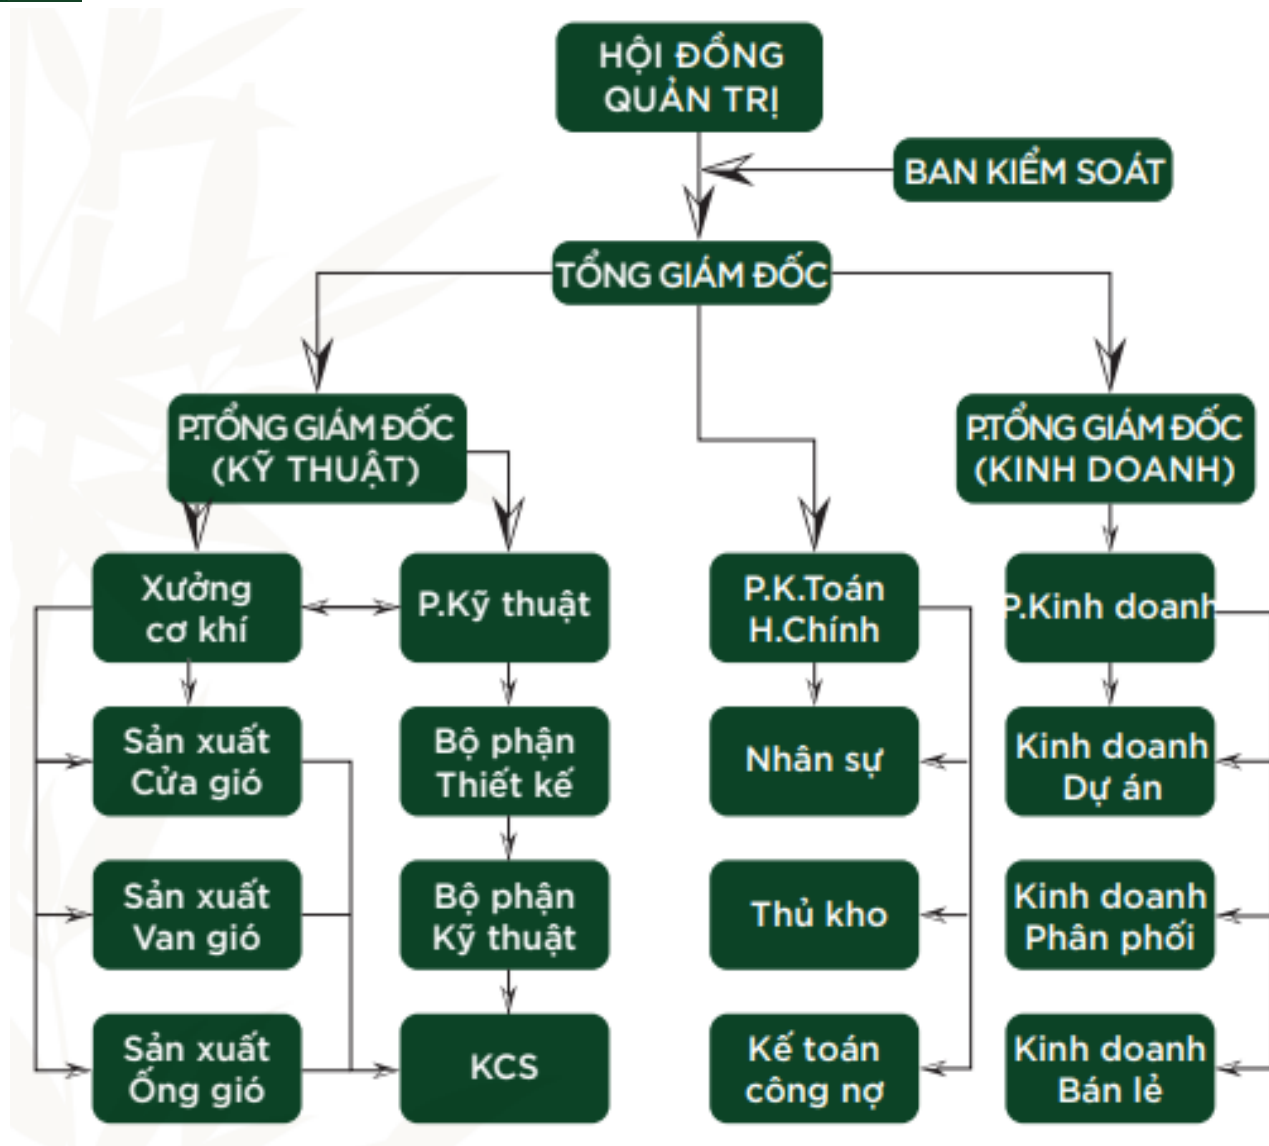 HỘI ĐỒNG
QUẢN TRỊ
BAN KIỂM SOÁT
TỔNG GIÁM ĐỐC
P.TỔNG GIÁM ĐỐC
(KỸ THUẬT)
P.TỔNG GIÁM ĐỐC
(KINH DOANH)
Xưởng
cơ khí
P.Kỹ thuật
P.K.Toán
H.Chính
P.Kinh doanh
Sản xuất
Cửa gió
Bộ phận
Thiết kế
Nhân sự
Kinh doanh
Dự án
Sản xuất
Van gió
Bộ phận
Kỹ thuật
Thủ kho
Kinh doanh
Phân phối
Sản xuất
Ống gió
KCS
Kế toán
công nợ
Kinh doanh
Bán lẻ